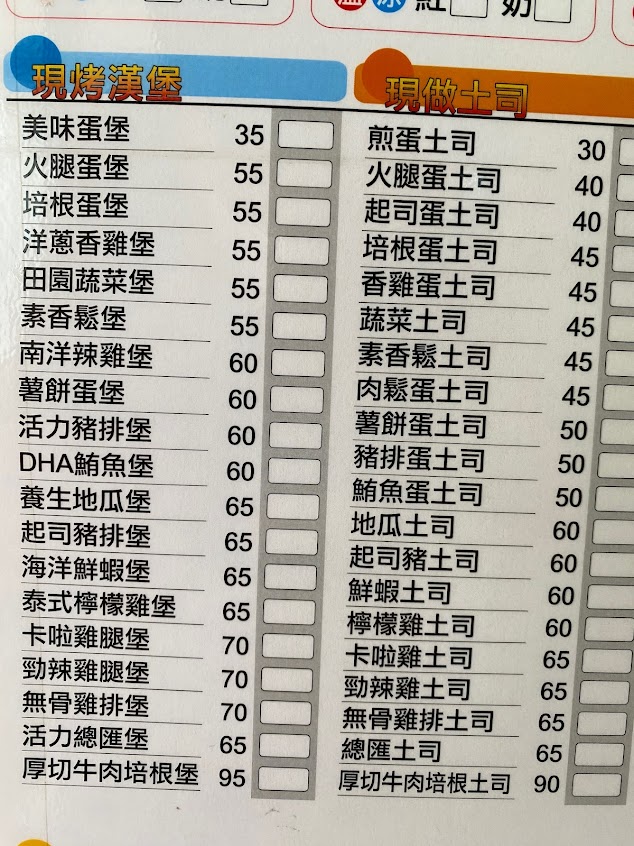 紅 奶
現烤漢堡
美味蛋堡 35
火腿蛋堡 55
培根蛋堡 55
洋蔥香雞堡 55
田園蔬菜堡 55
素香鬆堡 55
南洋辣雞堡 60
薯餅蛋堡 60
活力豬排堡 60
DHA鮪魚堡 60
養生地瓜堡 65
起司豬排堡 65
海洋鮮蝦堡 65
泰式檸檬雞堡 65
卡啦雞腿堡 70
勁辣雞腿堡 70
無骨雞排堡 70
活力總匯堡 65
厚切牛肉培根堡 95
現做土司
煎蛋土司 30
火腿蛋土司 40
起司蛋土司 40
培根蛋土司 45
香雞蛋土司 45
蔬菜土司 45
素香鬆土司 45
肉鬆蛋土司 45
薯餅蛋土司 50
豬排蛋土司 50
鮪魚蛋土司 50
地瓜土司 60
起司豬土司 60
鮮蝦土司 60
檸檬雞土司 60
卡啦雞土司 65
勁辣雞土司 65
無骨雞排土司 65
總匯土司 65
厚切牛肉培根土司 90